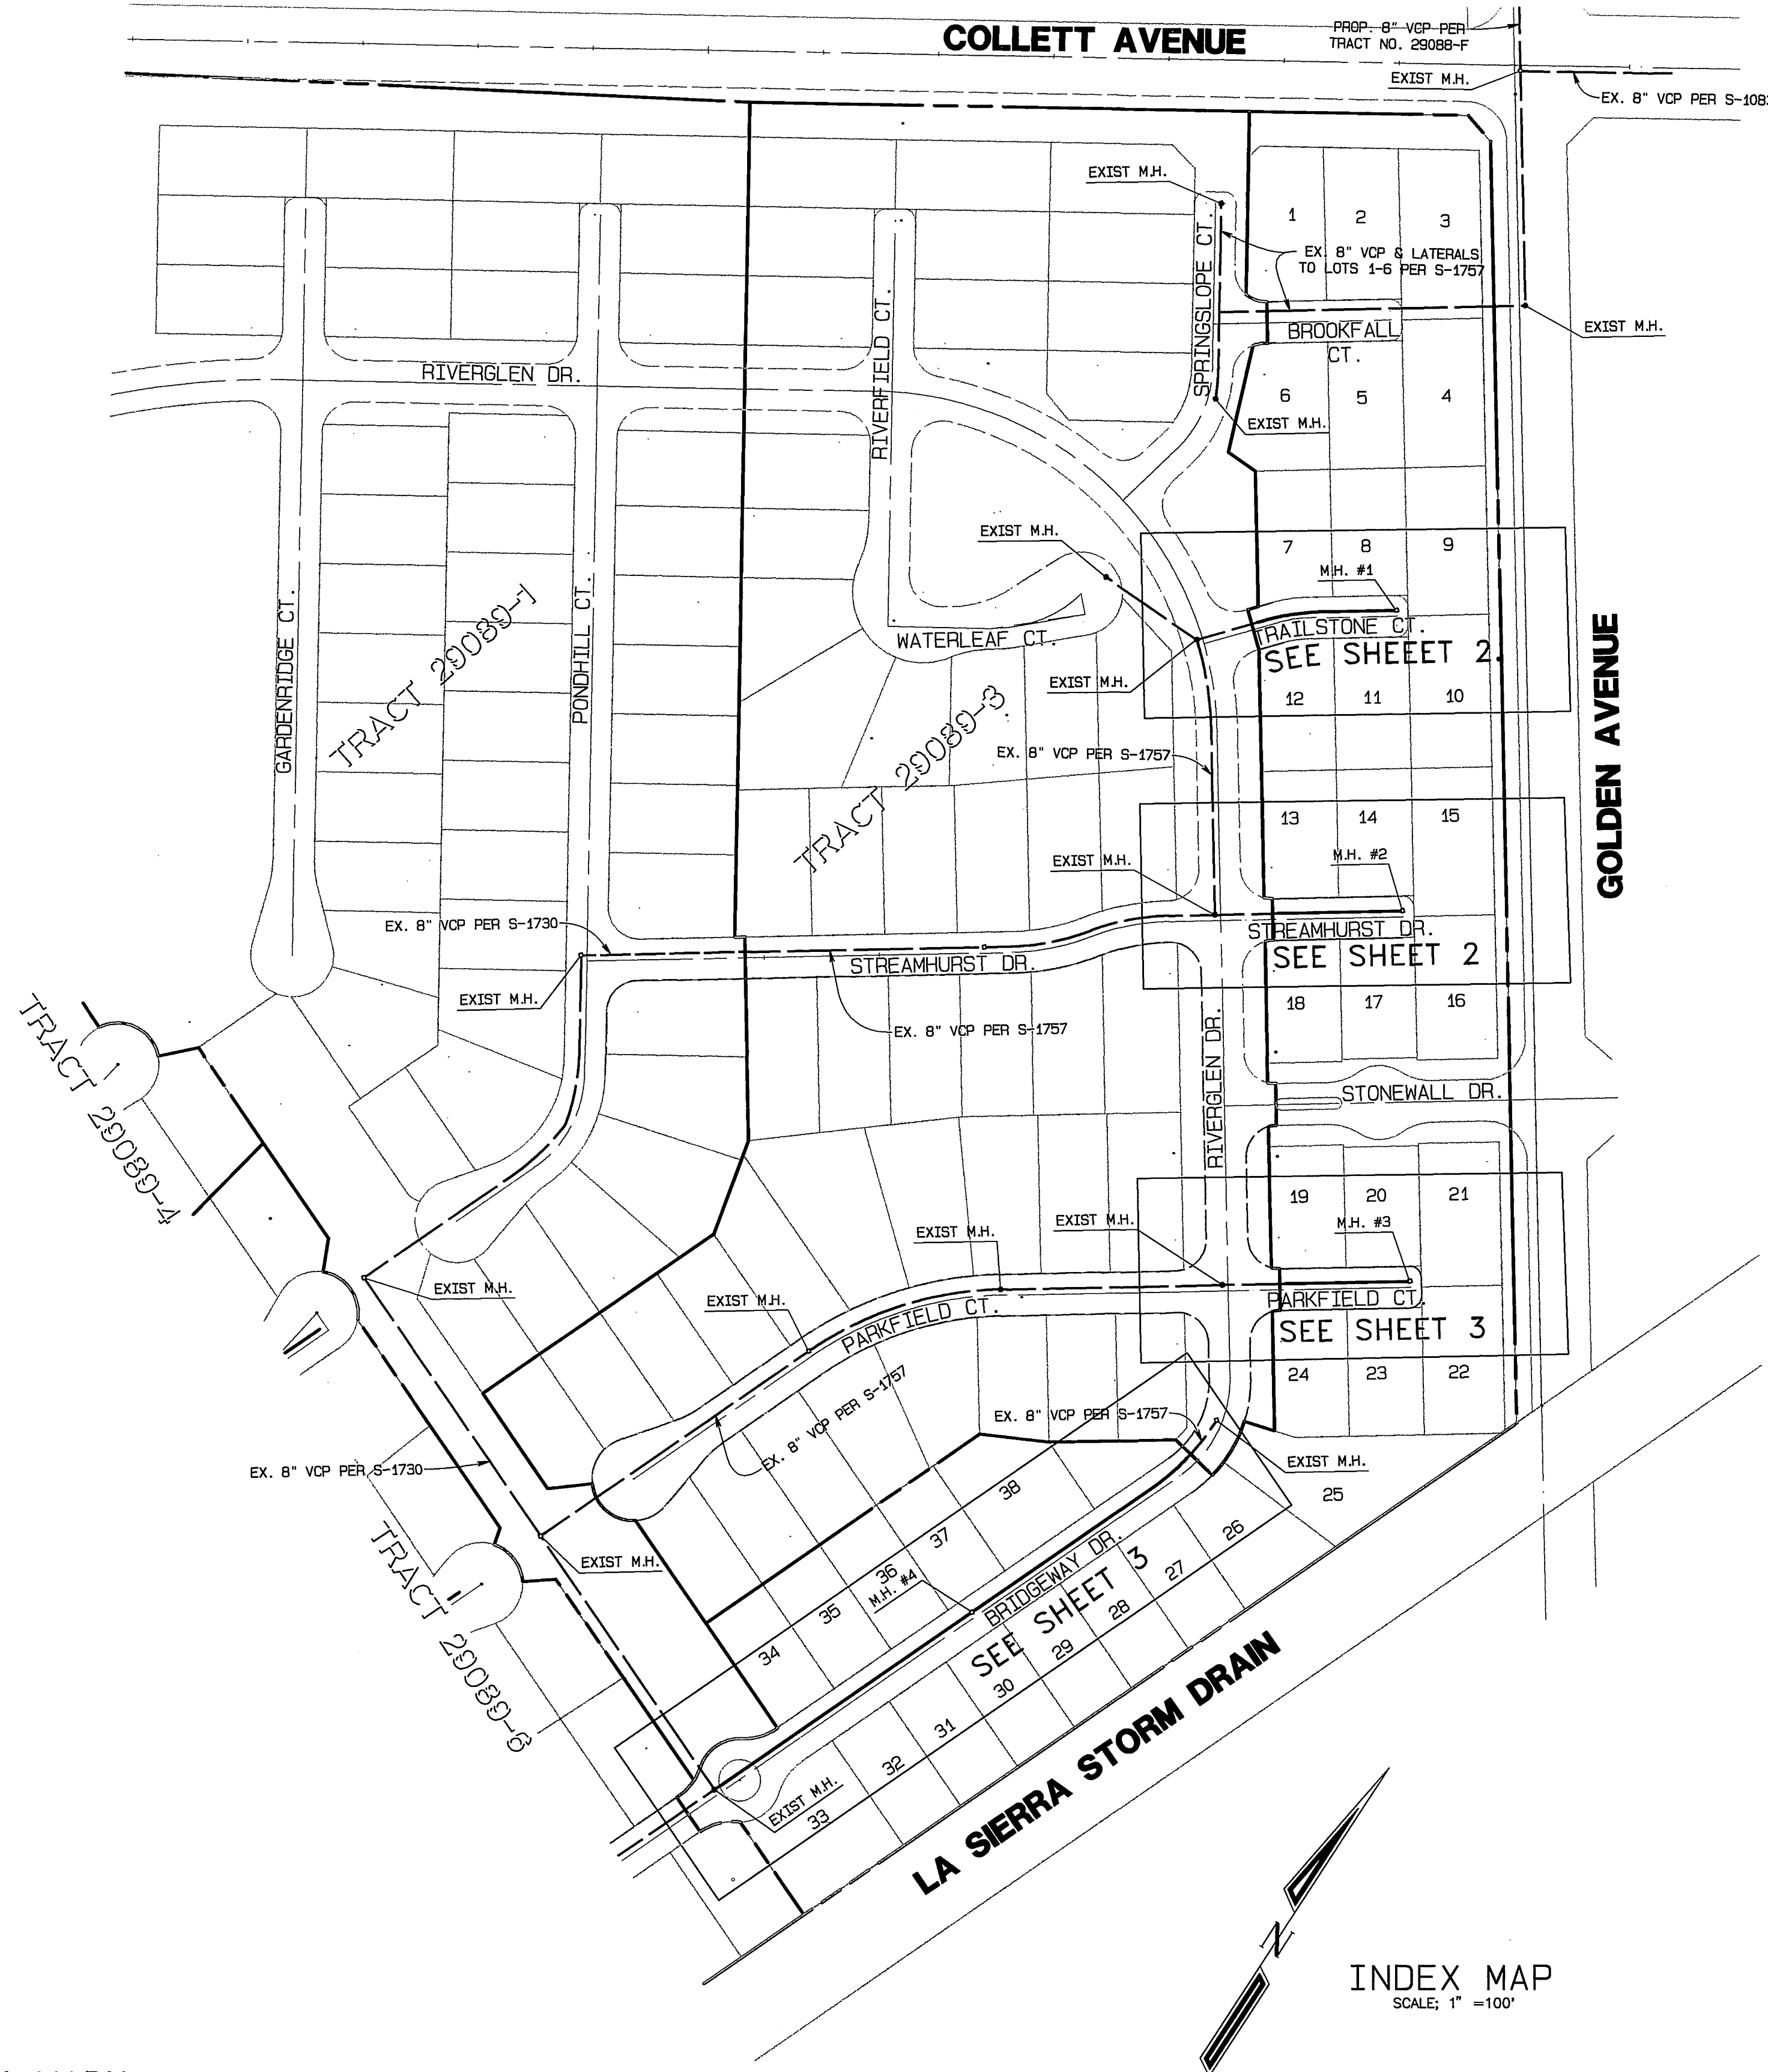 COLLETT AVENUE
PROP. 8" VCP PER
TRACT NO. 29088-F
EXIST M.H.
EXIST M.H.
1
2
3
EX. 8" VCP & LATERALS
TO LOTS 1-6 PER S-1757
SPRINGSLOPE CT.
EXIST M.H.
BROOKFALL
CT.
RIVERGLEN DR.
RIVERFIELD CT.
6
5
4
EXIST M.H.
EXIST M.H.
7
8
9
M.H. #1
GARDENRIDGE CT.
TRACT 29089-1
PONDHILL CT.
WATERLEAF CT.
TRAILSTONE CT.
SEE SHEEET 2.
EXIST M.H.
12
11
10
GOLDEN AVENUE
TRACT 29089-3
EX. 8" VCP PER S-1757
13
14
15
EXIST M.H.
M.H. #2
EX. 8" VCP PER S-1730
STREAMHURST DR.
SEE SHEET 2
STREAMHURST DR.
EXIST M.H.
18
17
16
EX. 8" VCP PER S-1757
TRACT 29089-4
RIVERGLEN DR.
STONEWALL DR.
19
20
21
EXIST M.H.
EXIST M.H.
M.H. #3
EXIST M.H.
EXIST M.H.
PARKFIELD CT.
PARKFIELD CT.
SEE SHEET 3
24
23
22
EX. 8" VCP PER S-1757
EX. 8" VCP PER S-1757
EXIST M.H.
EX. 8" VCP PER S-1730
25
38
37
36
35
34
26
27
28
29
30
31
32
33
M.H. #4
BRIDGEWAY DR.
SEE SHEET 3
EXIST M.H.
TRACT 29089-6
EXIST M.H.
LA SIERRA STORM DRAIN
N
INDEX MAP
SCALE; 1" =100'